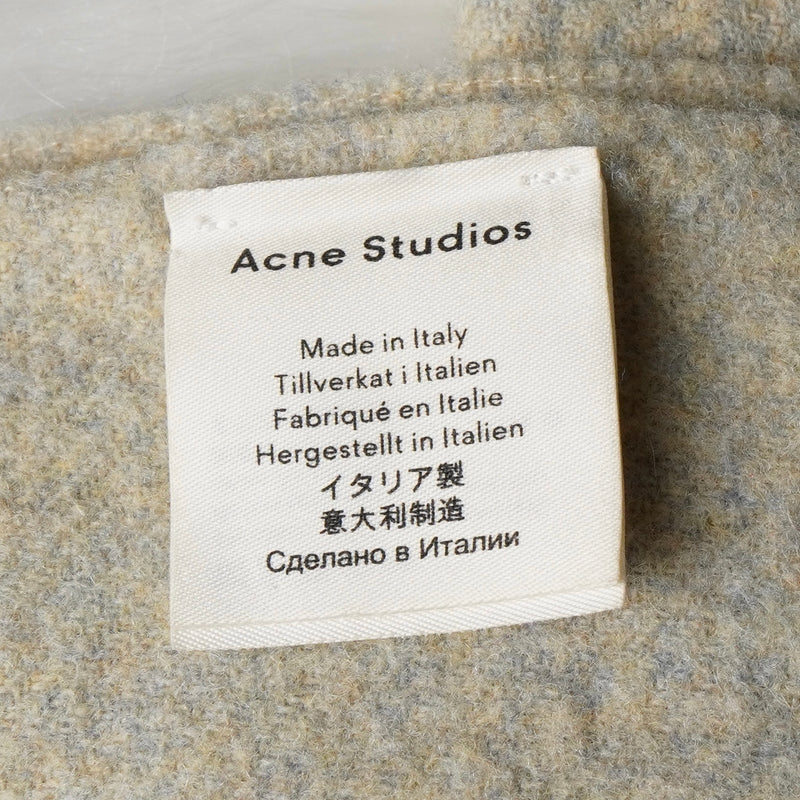 Acne Studios
Made in Italy
Tillverkat i Italien
Fabriqué en Italie
Hergestellt in Italien
イタリア製
意大利制造
Сделано в Италии